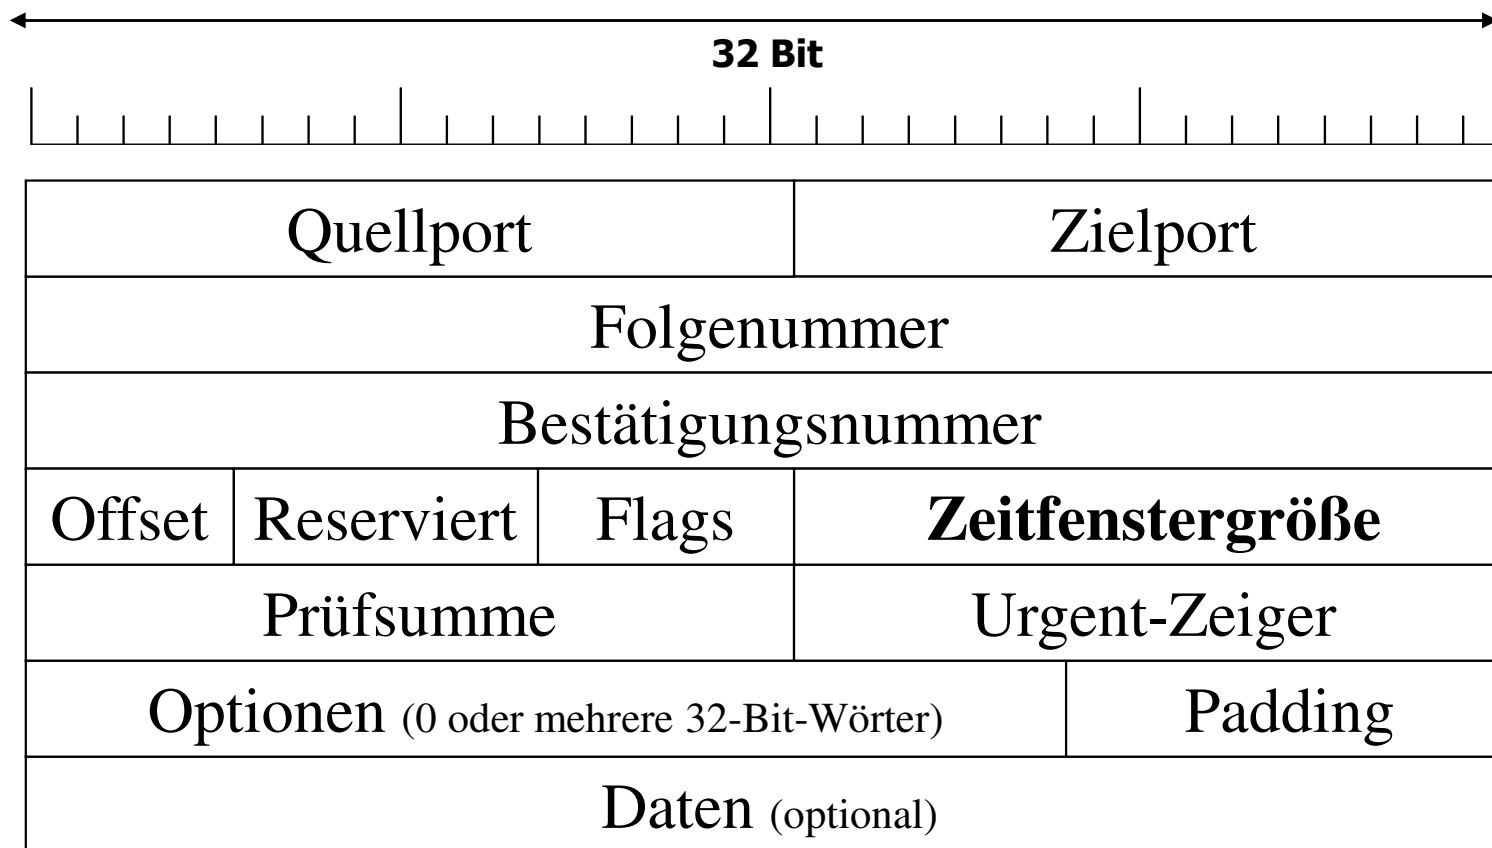 32 Bit
Quellport Zielport
Folgenummer
Bestätigungsnummer
Offset Reserviert Flags Zeitfenstergröße
Prüfsumme Urgent-Zeiger
Optionen (0 oder mehrere 32-Bit-Wörter) Padding
Daten (optional)